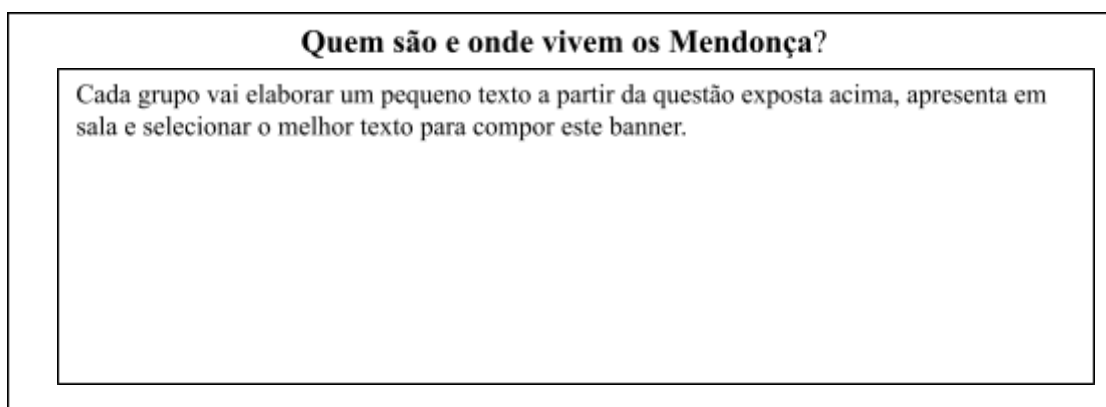 Quem são e onde vivem os Mendonça?
Cada grupo vai elaborar um pequeno texto a partir da questão exposta acima, apresenta em
sala e selecionar o melhor texto para compor este banner.